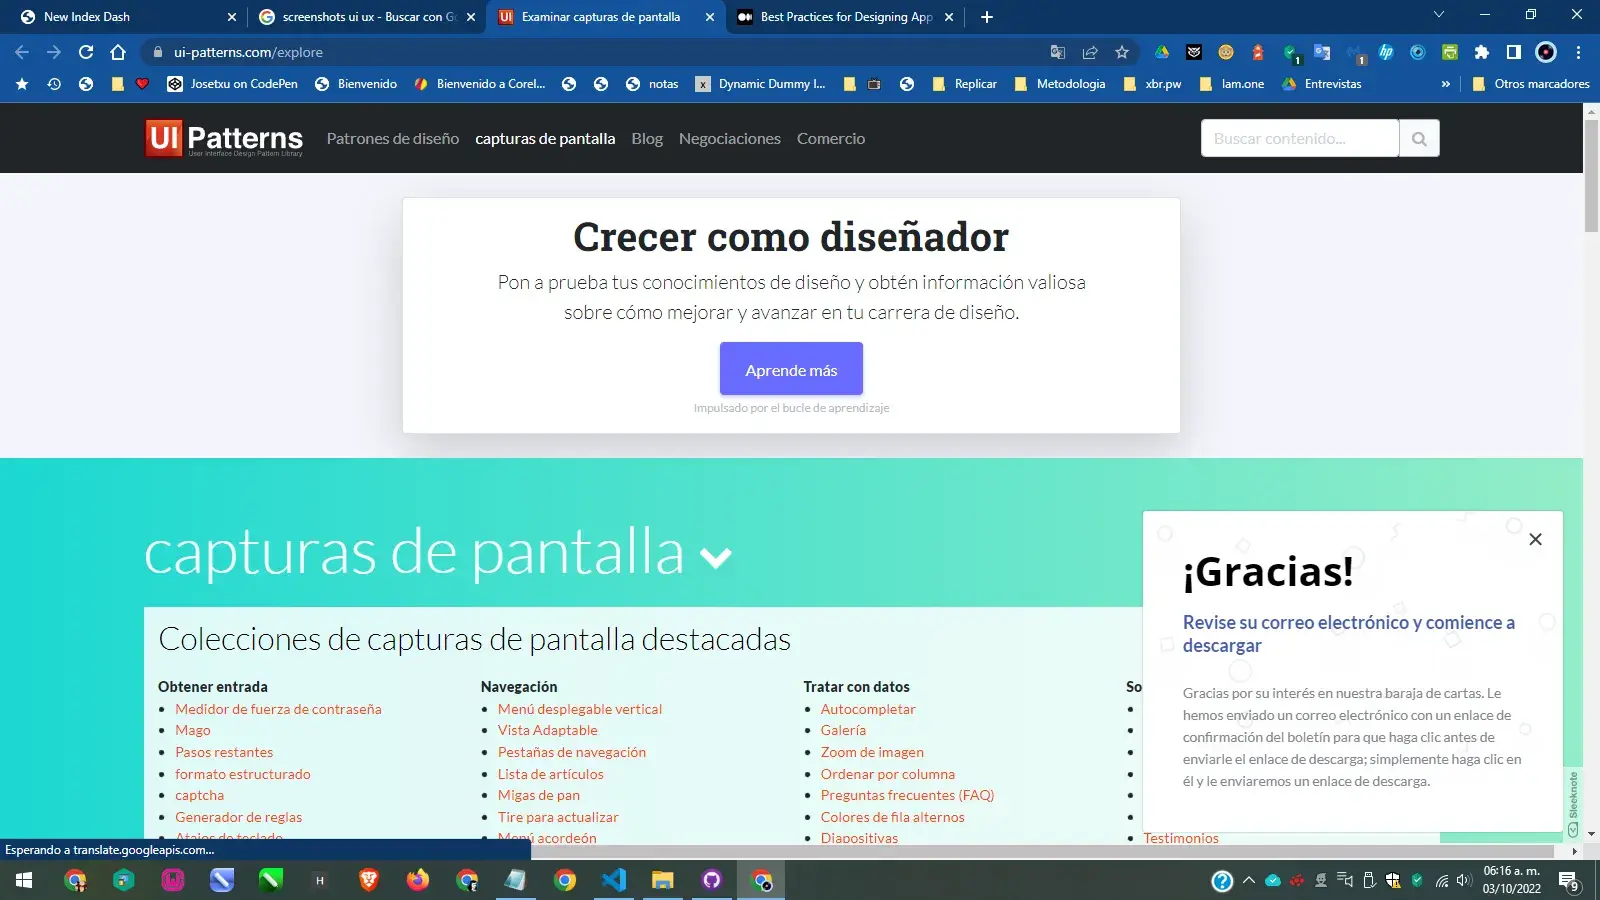 New Index Dash
screenshots ui ux - Buscar con Go
Examinar capturas de pantalla
Best Practices for Designing App
ui-patterns.com/explore
Josetxu on CodePen
Bienvenido
Bienvenido a Corel...
notas
Dynamic Dummy I...
Replicar
Metodologia
xbr.pw
Iam.one
Entrevistas
»
Otros marcadores
UI Patterns
User Interface Design Pattern Library
Patrones de diseño
capturas de pantalla
Blog
Negociaciones
Comercio
Buscar contenido...
Crecer como diseñador
Pon a prueba tus conocimientos de diseño y obtén información valiosa
sobre cómo mejorar y avanzar en tu carrera de diseño.
Aprende más
Impulsado por el bucle de aprendizaje
capturas de pantalla
Colecciones de capturas de pantalla destacadas
Obtener entrada
Medidor de fuerza de contraseña
Mago
Pasos restantes
formato estructurado
captcha
Generador de reglas
Atajos de teclado
Navegación
Menú desplegable vertical
Vista Adaptable
Pestañas de navegación
Lista de artículos
Migas de pan
Tire para actualizar
Menú acordeón
Tratar con datos
Autocompletar
Galería
Zoom de imagen
Ordenar por columna
Preguntas frecuentes (FAQ)
Colores de fila alternos
Diapositivas
So
Testimonios
¡Gracias!
Revise su correo electrónico y comience a
descargar
Gracias por su interés en nuestra baraja de cartas. Le
hemos enviado un correo electrónico con un enlace de
confirmación del boletín para que haga clic antes de
enviarle el enlace de descarga; simplemente haga clic en
él y le enviaremos un enlace de descarga.
Sleeknote
Esperando a translate.googleapis.com...
06:16 a. m.
03/10/2022
9